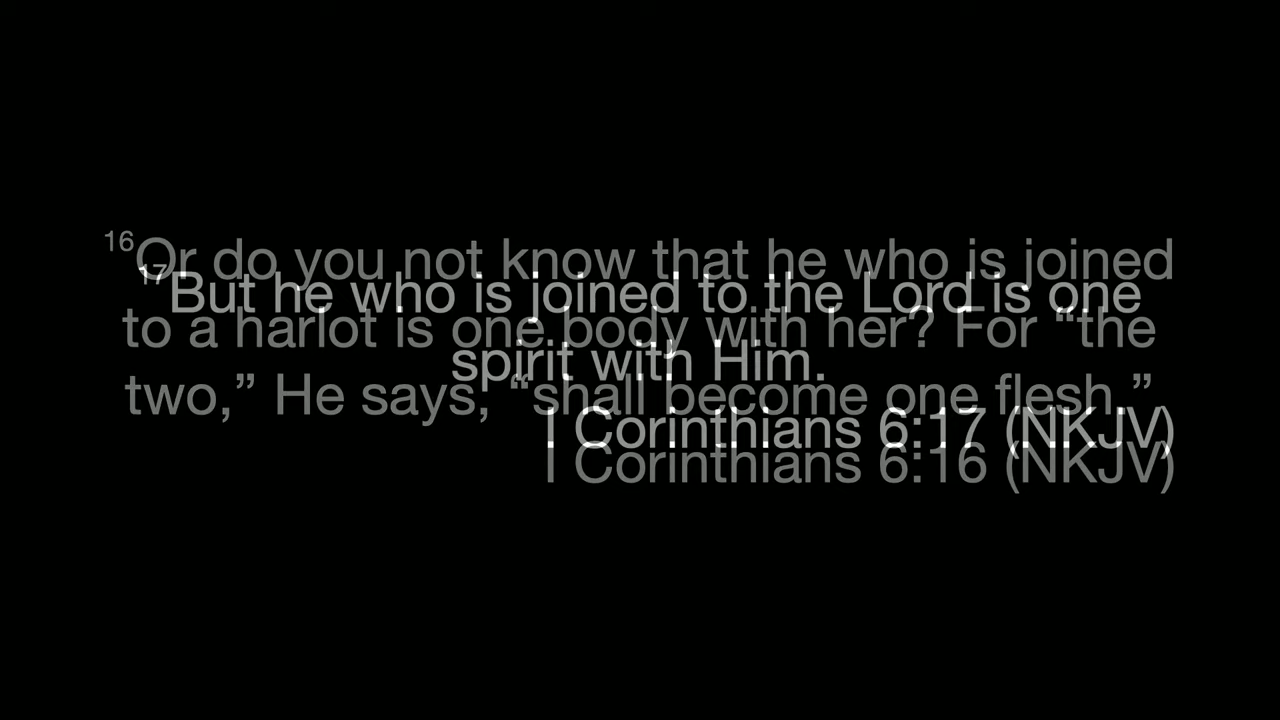 16Or do you not know that he who is joined
to a harlot is one body with her? For “the
two,” He says, “shall become one flesh.”
I Corinthians 6:16 (NKJV)
17But he who is joined to the Lord is one
spirit with Him.
I Corinthians 6:17 (NKJV)